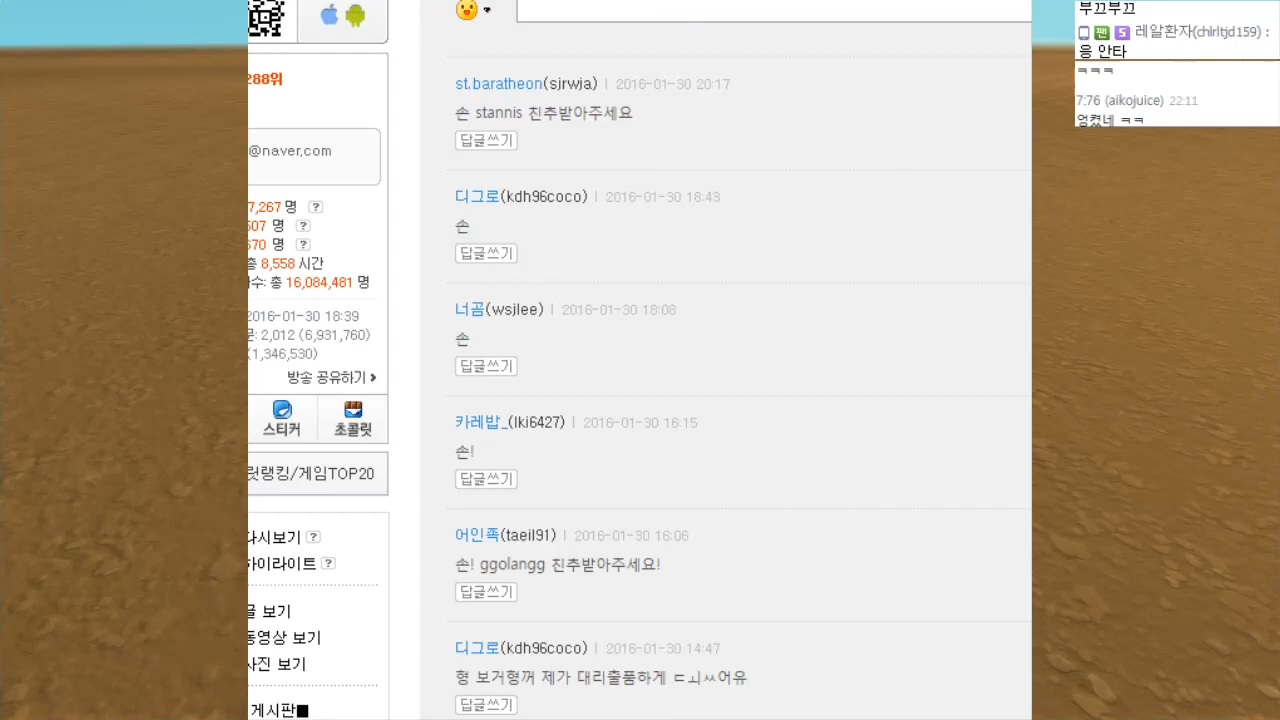 288위
@naver.com
7,267 명 ?
507 명 ?
670 명 ?
총 8,558 시간
수: 총 16,084,481 명
2016-01-30 18:39
문: 2,012 (6,931,760)
(1,346,530)
방송 공유하기
스티커
초콜릿
릿랭킹/게임TOP20
다시보기 ?
하이라이트 ?
글 보기
동영상 보기
사진 보기
게시판■
st.baratheon(sjrwja) | 2016-01-30 20:17
손 stannis 친추받아주세요
답글쓰기
디그로(kdh96coco) | 2016-01-30 18:43
손
답글쓰기
너곰(wsjlee) | 2016-01-30 18:08
손
답글쓰기
카레밥_(lki6427) | 2016-01-30 16:15
손!
답글쓰기
어인족(taeil91) | 2016-01-30 16:06
손! ggolangg 친추받아주세요!
답글쓰기
디그로(kdh96coco) | 2016-01-30 14:47
형 보거형꺼 제가 대리출품하게 ㄷㅚㅆ어유
답글쓰기
부끄부끄
팬 S 레알환자(chlrltjd159) :
응 안타
ㅋㅋㅋ
7:76 (aikojuice) 22:11
엉켰네 ㅋㅋ